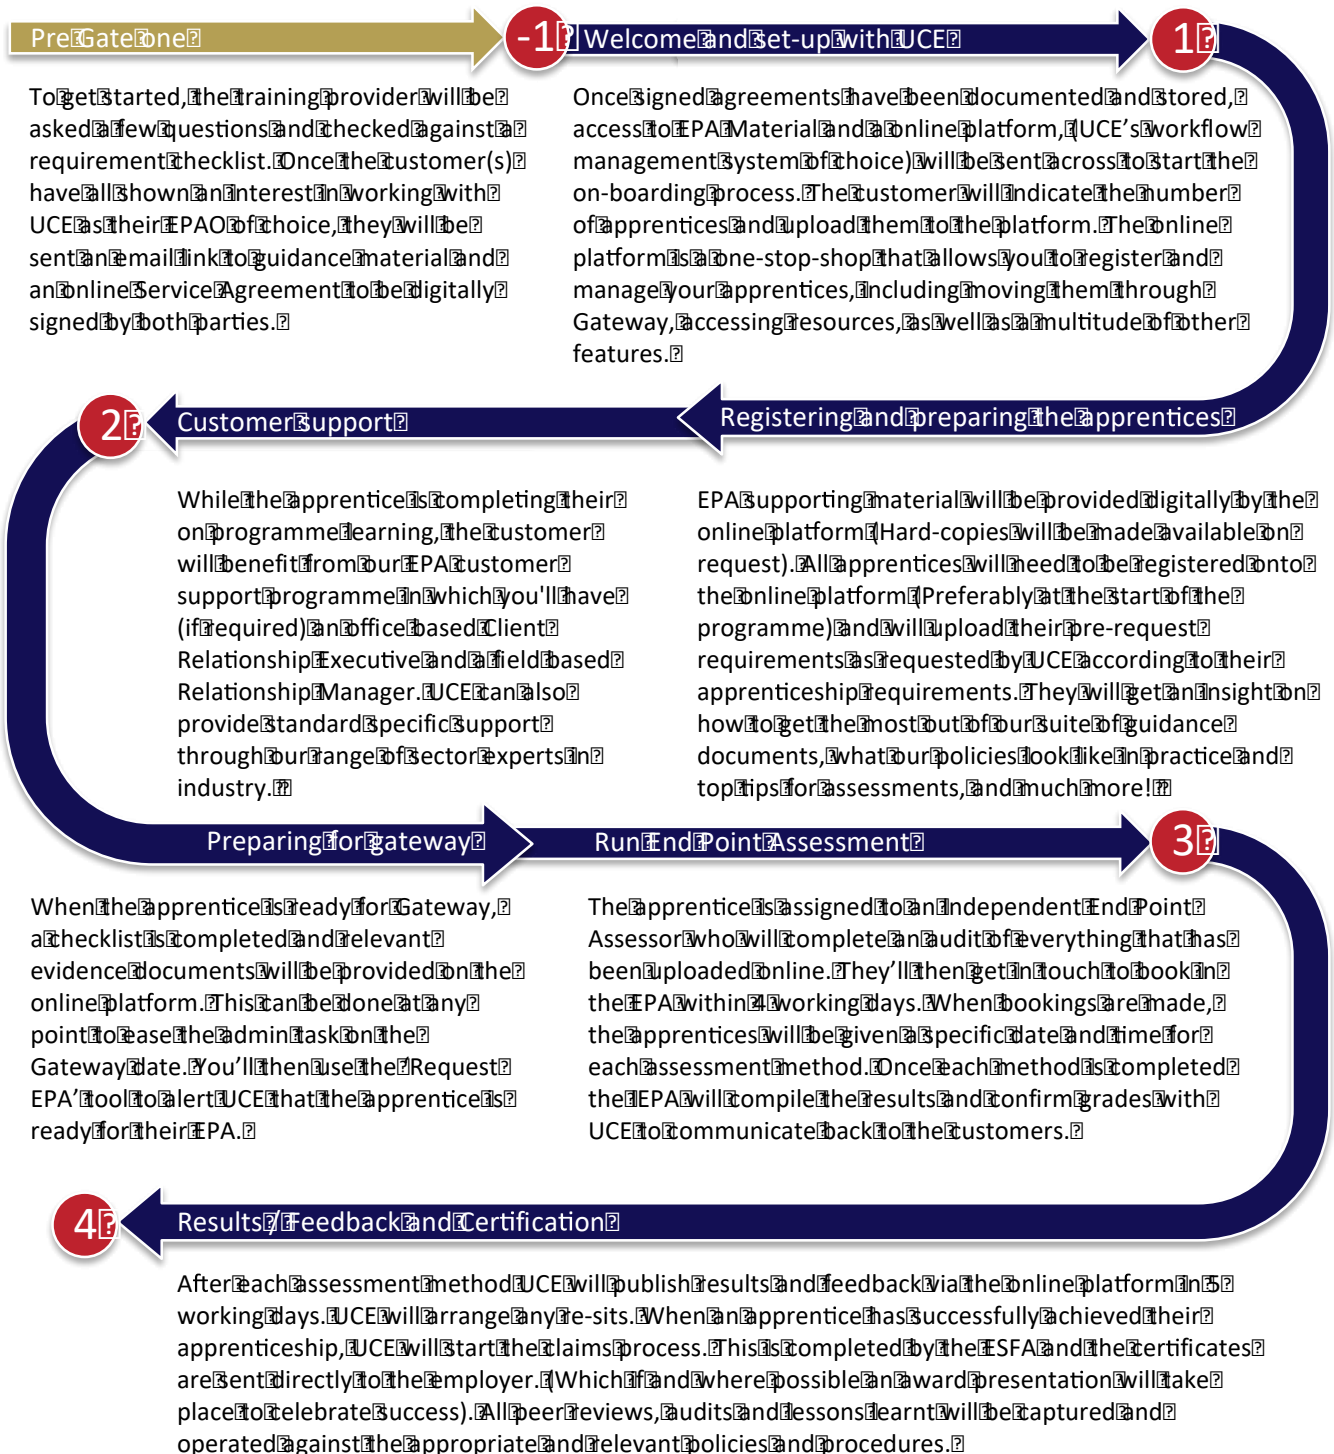 Pre Gate one
-1
Welcome and set-up with UCE
1
To get started, the training provider will be
asked a few questions and checked against a
requirement checklist. Once the customer(s)
have all shown an interest in working with
UCE as their EPAO of choice, they will be
sent an email link to guidance material and
an online Service Agreement to be digitally
signed by both parties.
Once signed agreements have been documented and stored,
access to EPA Material and a online platform, (UCE's workflow
management system of choice) will be sent across to start the
on-boarding process. The customer will indicate the number
of apprentices and upload them to the platform. The online
platform is a one-stop-shop that allows you to register and
manage your apprentices, including moving them through
Gateway, accessing resources, as well as a multitude of other
features.
2
Customer support
Registering and preparing the apprentices
While the apprentice is completing their
on programme learning, the customer
will benefit from our EPA customer
support programme in which you'll have
(if required) an office based Client
Relationship Executive and a field based
Relationship Manager. UCE can also
provide standard specific support
through our range of sector experts in
industry.
EPA supporting material will be provided digitally by the
online platform (Hard-copies will be made available on
request). All apprentices will need to be registered onto
the online platform (Preferably at the start of the
programme) and will upload their pre-request
requirements as requested by UCE according to their
apprenticeship requirements. They will get an insight on
how to get the most out of our suite of guidance
documents, what our policies look like in practice and
top tips for assessments, and much more!
Preparing for gateway
Run End Point Assessment
3
When the apprentice is ready for Gateway,
a checklist is completed and relevant
evidence documents will be provided on the
online platform. This can be done at any
point to ease the admin task on the
Gateway date. You'll then use the 'Request
EPA' tool to alert UCE that the apprentice is
ready for their EPA.
The apprentice is assigned to an Independent End Point
Assessor who will complete an audit of everything that has
been uploaded online. They'll then get in touch to book in
the EPA within 4 working days. When bookings are made,
the apprentices will be given a specific date and time for
each assessment method. Once each method is completed
the IEPA will compile the results and confirm grades with
UCE to communicate back to the customers.
4
Results / Feedback and Certification
After each assessment method UCE will publish results and feedback via the online platform in 5
working days. UCE will arrange any re-sits. When an apprentice has successfully achieved their
apprenticeship, UCE will start the claims process. This is completed by the ESFA and the certificates
are sent directly to the employer. (Which if and where possible an award presentation will take
place to celebrate success). All peer reviews, audits and lessons learnt will be captured and
operated against the appropriate and relevant policies and procedures.